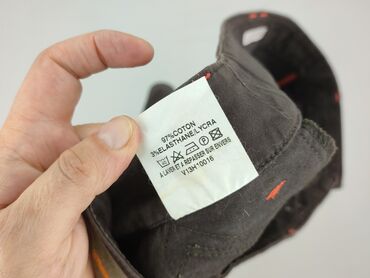 97%COTON
3%ELASTHANE/LYCRA
A LAVER ET A REPASSER SUR ENVERS
V13H10016